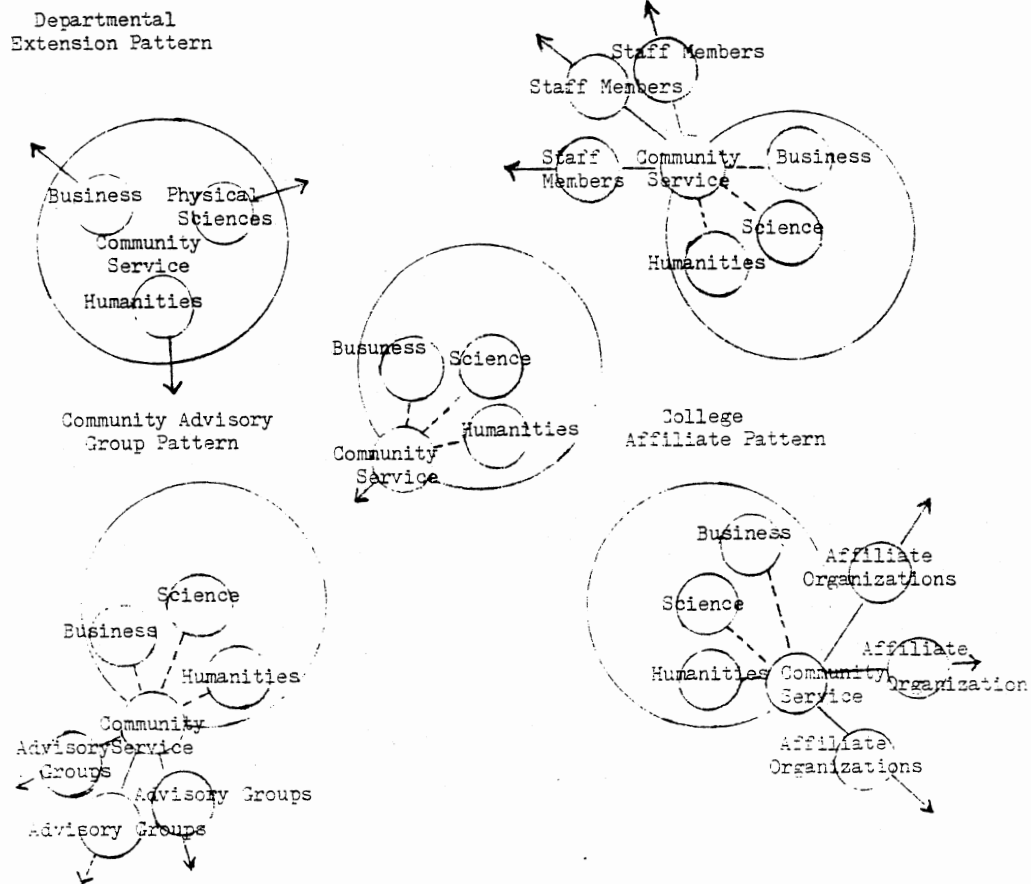 Departmental
Extension Pattern
Business
Physical
Sciences
Community
Service
Humanities
Staff Members
Staff Members
Staff
Members
Community
Service
Business
Science
Humanities
Busuness
Science
Humanities
Community
Service
Community Advisory
Group Pattern
College
Affiliate Pattern
Science
Business
Humanities
Community
Service
Advisory
Groups
Advisory Groups
Advisory Groups
Business
Science
Humanities
Community
Service
Affiliate
Organizations
Affiliate
Organization
Affiliate
Organizations